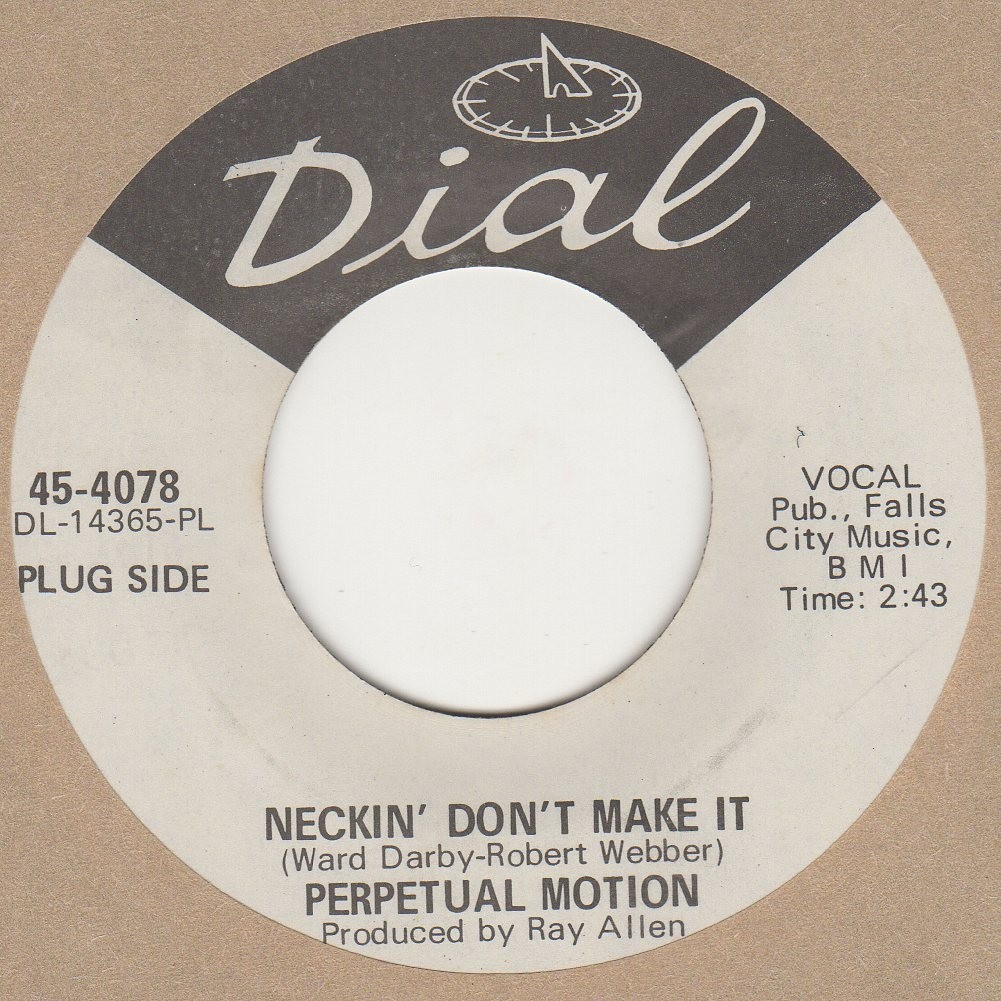 Dial
45-4078
DL-14365-PL
PLUG SIDE
VOCAL
Pub., Falls
City Music,
B M I
Time: 2:43
NECKIN' DON'T MAKE IT
(Ward Darby-Robert Webber)
PERPETUAL MOTION
Produced by Ray Allen